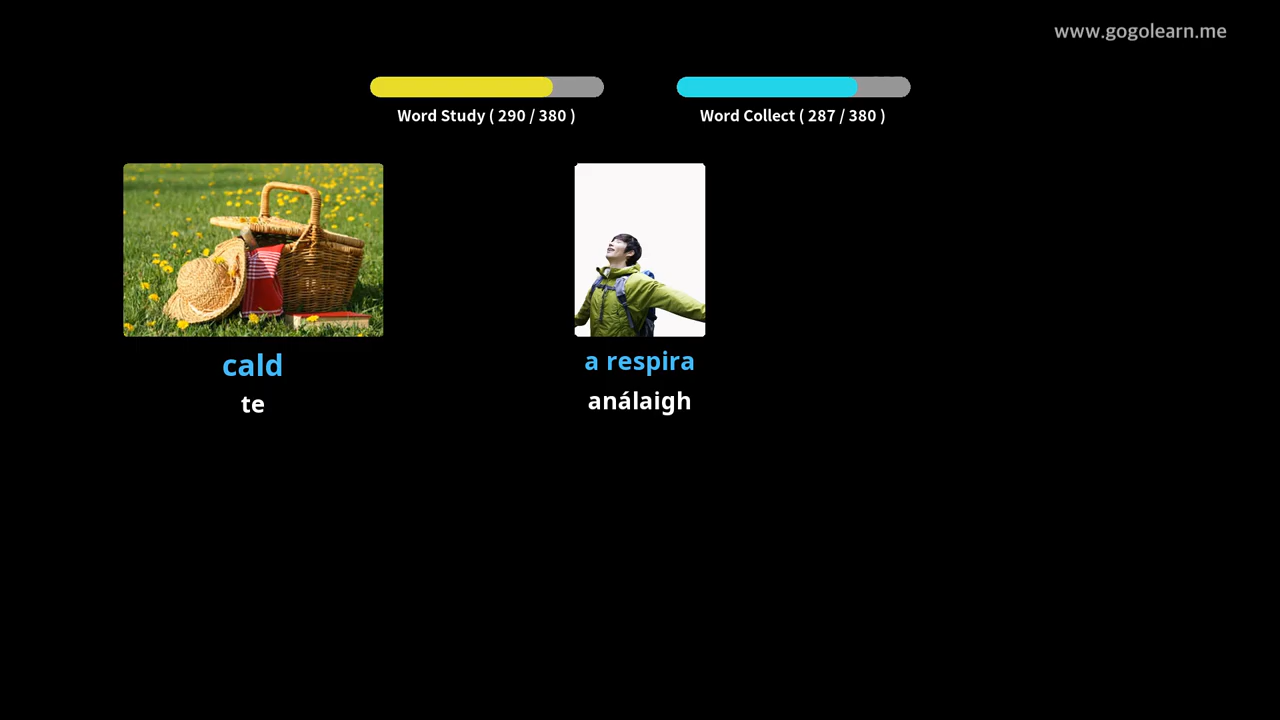 www.gogolearn.me
Word Study ( 290 / 380 )
Word Collect ( 287 / 380 )
cald
te
a respira
análaigh